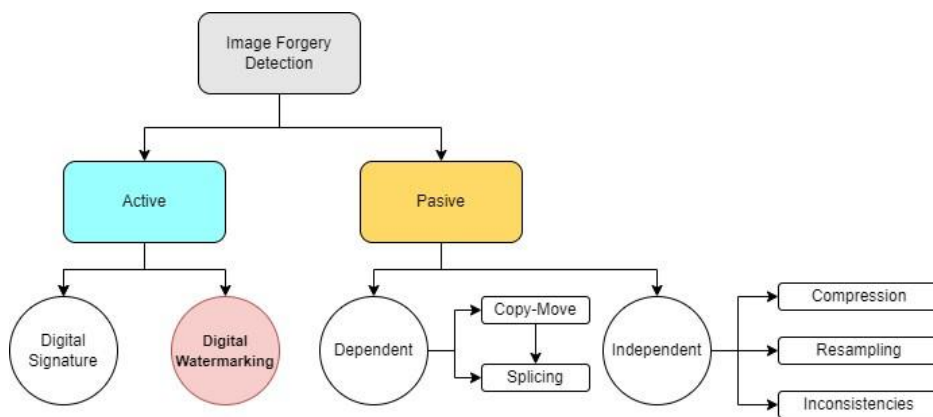 Image Forgery
Detection
Active
Pasive
Digital
Signature
Digital
Watermarking
Dependent
Copy-Move
Splicing
Independent
Compression
Resampling
Inconsistencies